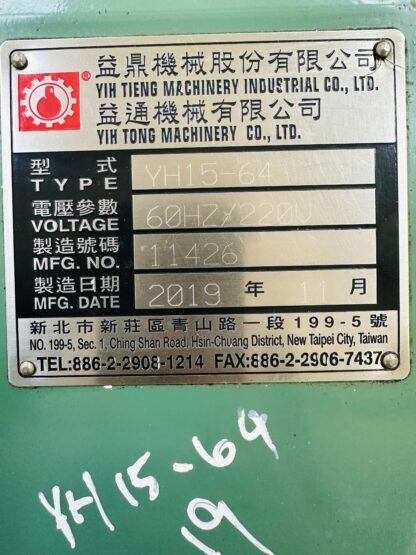 益鼎機械股份有限公司
® YIH TIENG MACHINERY INDUSTRIAL CO., LTD.
益通機械有限公司
YIH TONG MACHINERY CO., LTD.
型 式 YH15-64
TYPE
電壓參數 60HZ/220V
VOLTAGE
製造號碼 11426
MFG. NO.
製造日期 2019 年 11 月
MFG. DATE
新北市新莊區青山路一段199-5號
NO. 199-5, Sec. 1, Ching Shan Road, Hsin-Chuang District, New Taipei City, Taiwan
TEL:886-2-2908-1214 FAX:886-2-2906-7437
YH15-64
19